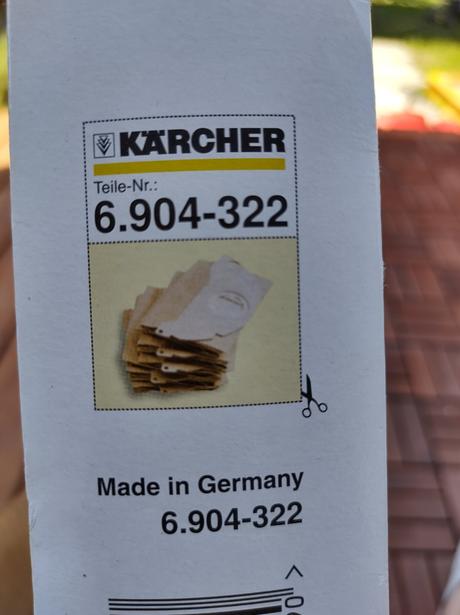 KÄRCHER
Teile-Nr.:
6.904-322
Made in Germany
6.904-322